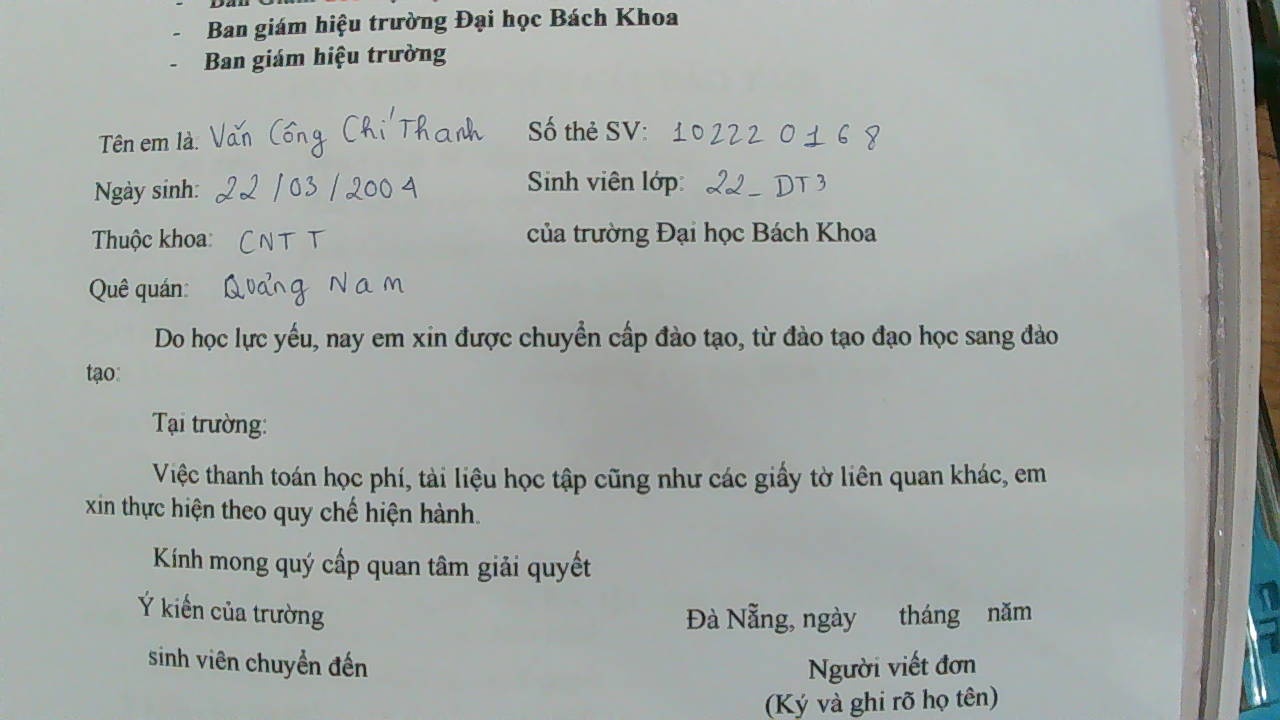 - Ban giám hiệu trường Đại học Bách Khoa
- Ban giám hiệu trường
Tên em là: Văn Công Chí Thanh Số thẻ SV: 102220168
Ngày sinh: 22/03/2004 Sinh viên lớp: 22_DT3
Thuộc khoa: CNTT của trường Đại học Bách Khoa
Quê quán: Quảng Nam
Do học lực yếu, nay em xin được chuyển cấp đào tạo, từ đào tạo đạo học sang đào
tạo:
Tại trường:
Việc thanh toán học phí, tài liệu học tập cũng như các giấy tờ liên quan khác, em
xin thực hiện theo quy chế hiện hành.
Kính mong quý cấp quan tâm giải quyết
Ý kiến của trường Đà Nẵng, ngày tháng năm
sinh viên chuyển đến Người viết đơn
(Ký và ghi rõ họ tên)